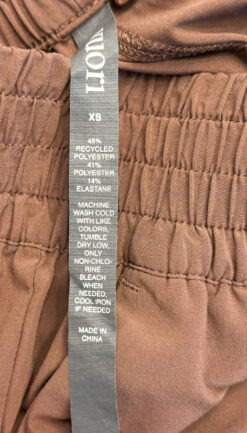 VUORI
XS
45%
RECYCLED
POLYESTER
41%
POLYESTER
14%
ELASTANE
MACHINE
WASH COLD
WITH LIKE
COLORS,
TUMBLE
DRY LOW,
ONLY
NON-CHLO-
RINE
BLEACH
WHEN
NEEDED,
COOL IRON
IF NEEDED
MADE IN
CHINA